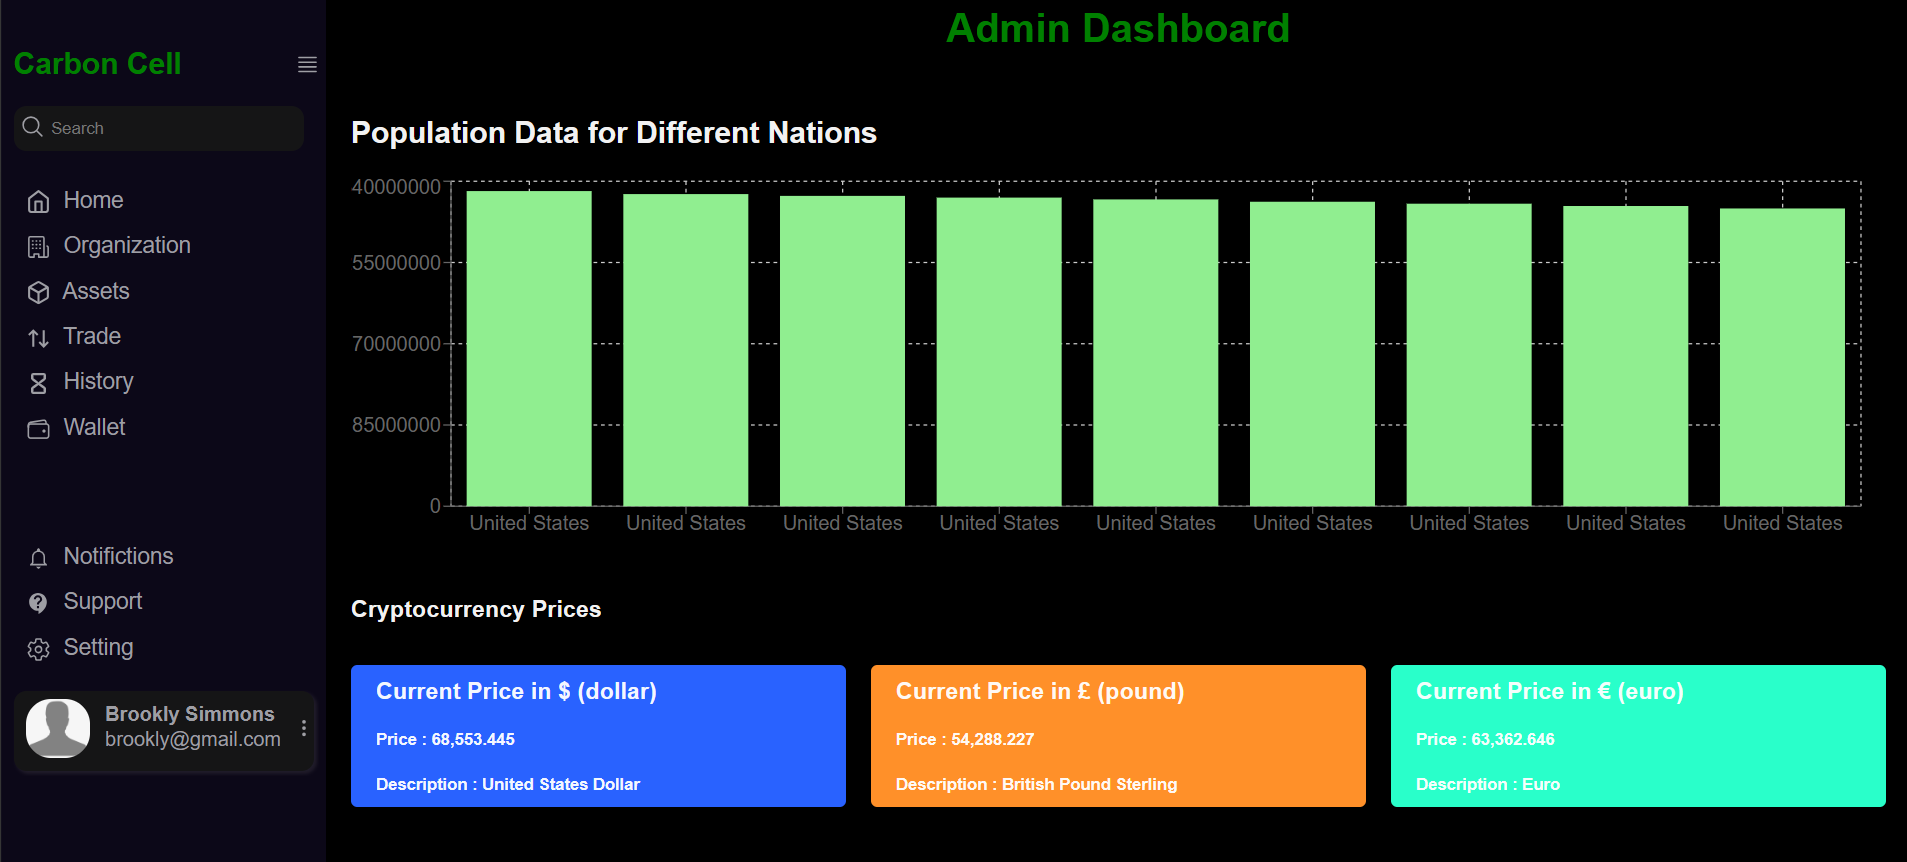 Admin Dashboard
Carbon Cell
Search
Home
Organization
Assets
Trade
History
Wallet
Notifictions
Support
Setting
Brookly Simmons
brookly@gmail.com
Population Data for Different Nations
40000000
55000000
70000000
85000000
0
United States United States United States United States United States United States United States United States United States
Cryptocurrency Prices
Current Price in $ (dollar)
Price : 68,553.445
Description : United States Dollar
Current Price in £ (pound)
Price : 54,288.227
Description : British Pound Sterling
Current Price in € (euro)
Price : 63,362.646
Description : Euro